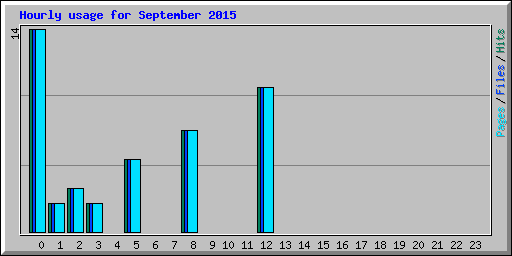 Hourly usage for September 2015
14
Pages/Files/Hits
0 1 2 3 4 5 6 7 8 9 10 11 12 13 14 15 16 17 18 19 20 21 22 23